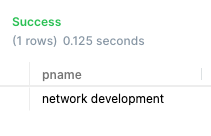 Success
(1 rows) 0.125 seconds
pname
network development